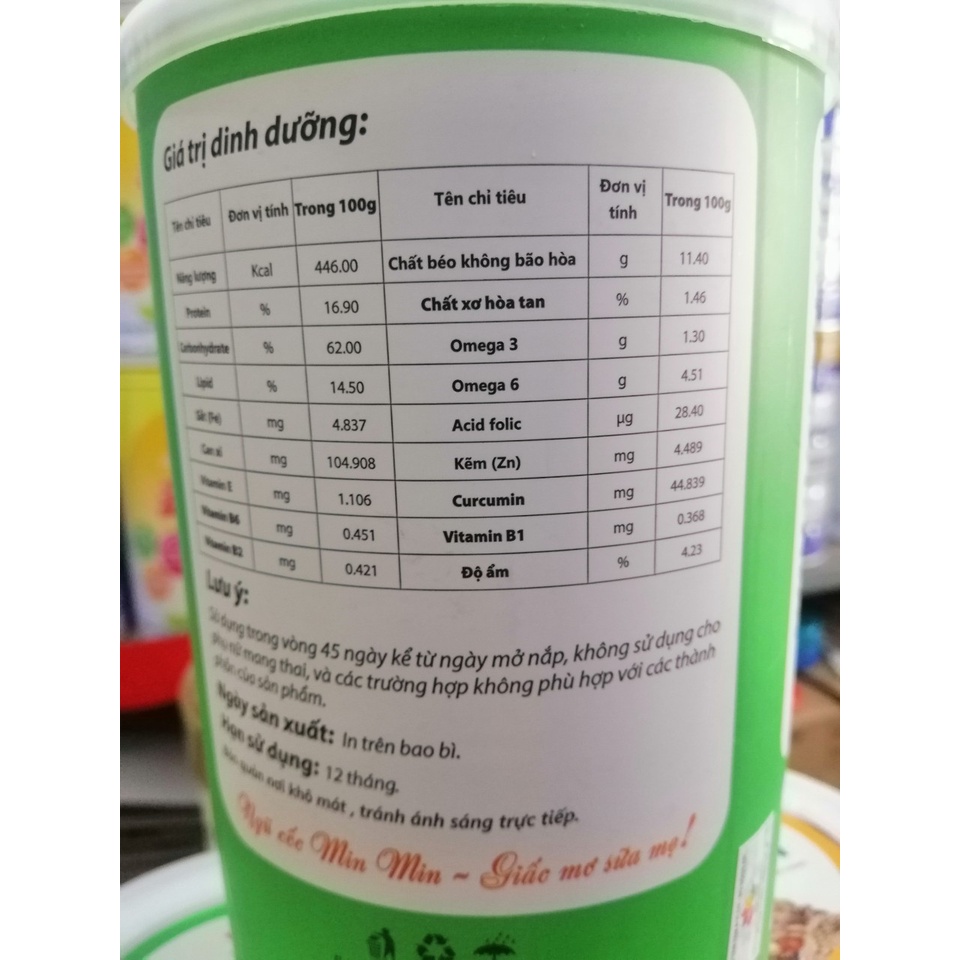 Giá trị dinh dưỡng:
Tên chỉ tiêu Đơn vị tính Trong 100g Tên chỉ tiêu Đơn vị tính Trong 100g
Năng lượng Kcal 446.00 Chất béo không bão hòa g 11.40
Protein % 16.90 Chất xơ hòa tan % 1.46
Carbonhydrate % 62.00 Omega 3 g 1.30
Lipid % 14.50 Omega 6 g 4.51
Sắt (Fe) mg 4.837 Acid folic µg 28.40
Can xi mg 104.908 Kẽm (Zn) mg 4.489
Vitamin E mg 1.106 Curcumin mg 44.839
Vitamin B6 mg 0.451 Vitamin B1 mg 0.368
Vitamin B2 mg 0.421 Độ ẩm % 4.23
Lưu ý:
Sử dụng trong vòng 45 ngày kể từ ngày mở nắp, không sử dụng cho
phụ nữ mang thai, và các trường hợp không phù hợp với các thành
phần của sản phẩm.
Ngày sản xuất: In trên bao bì.
Hạn sử dụng: 12 tháng.
Bảo quản nơi khô mát , tránh ánh sáng trực tiếp.
Ngũ cốc Min Min ~ Giấc mơ sữa mẹ!